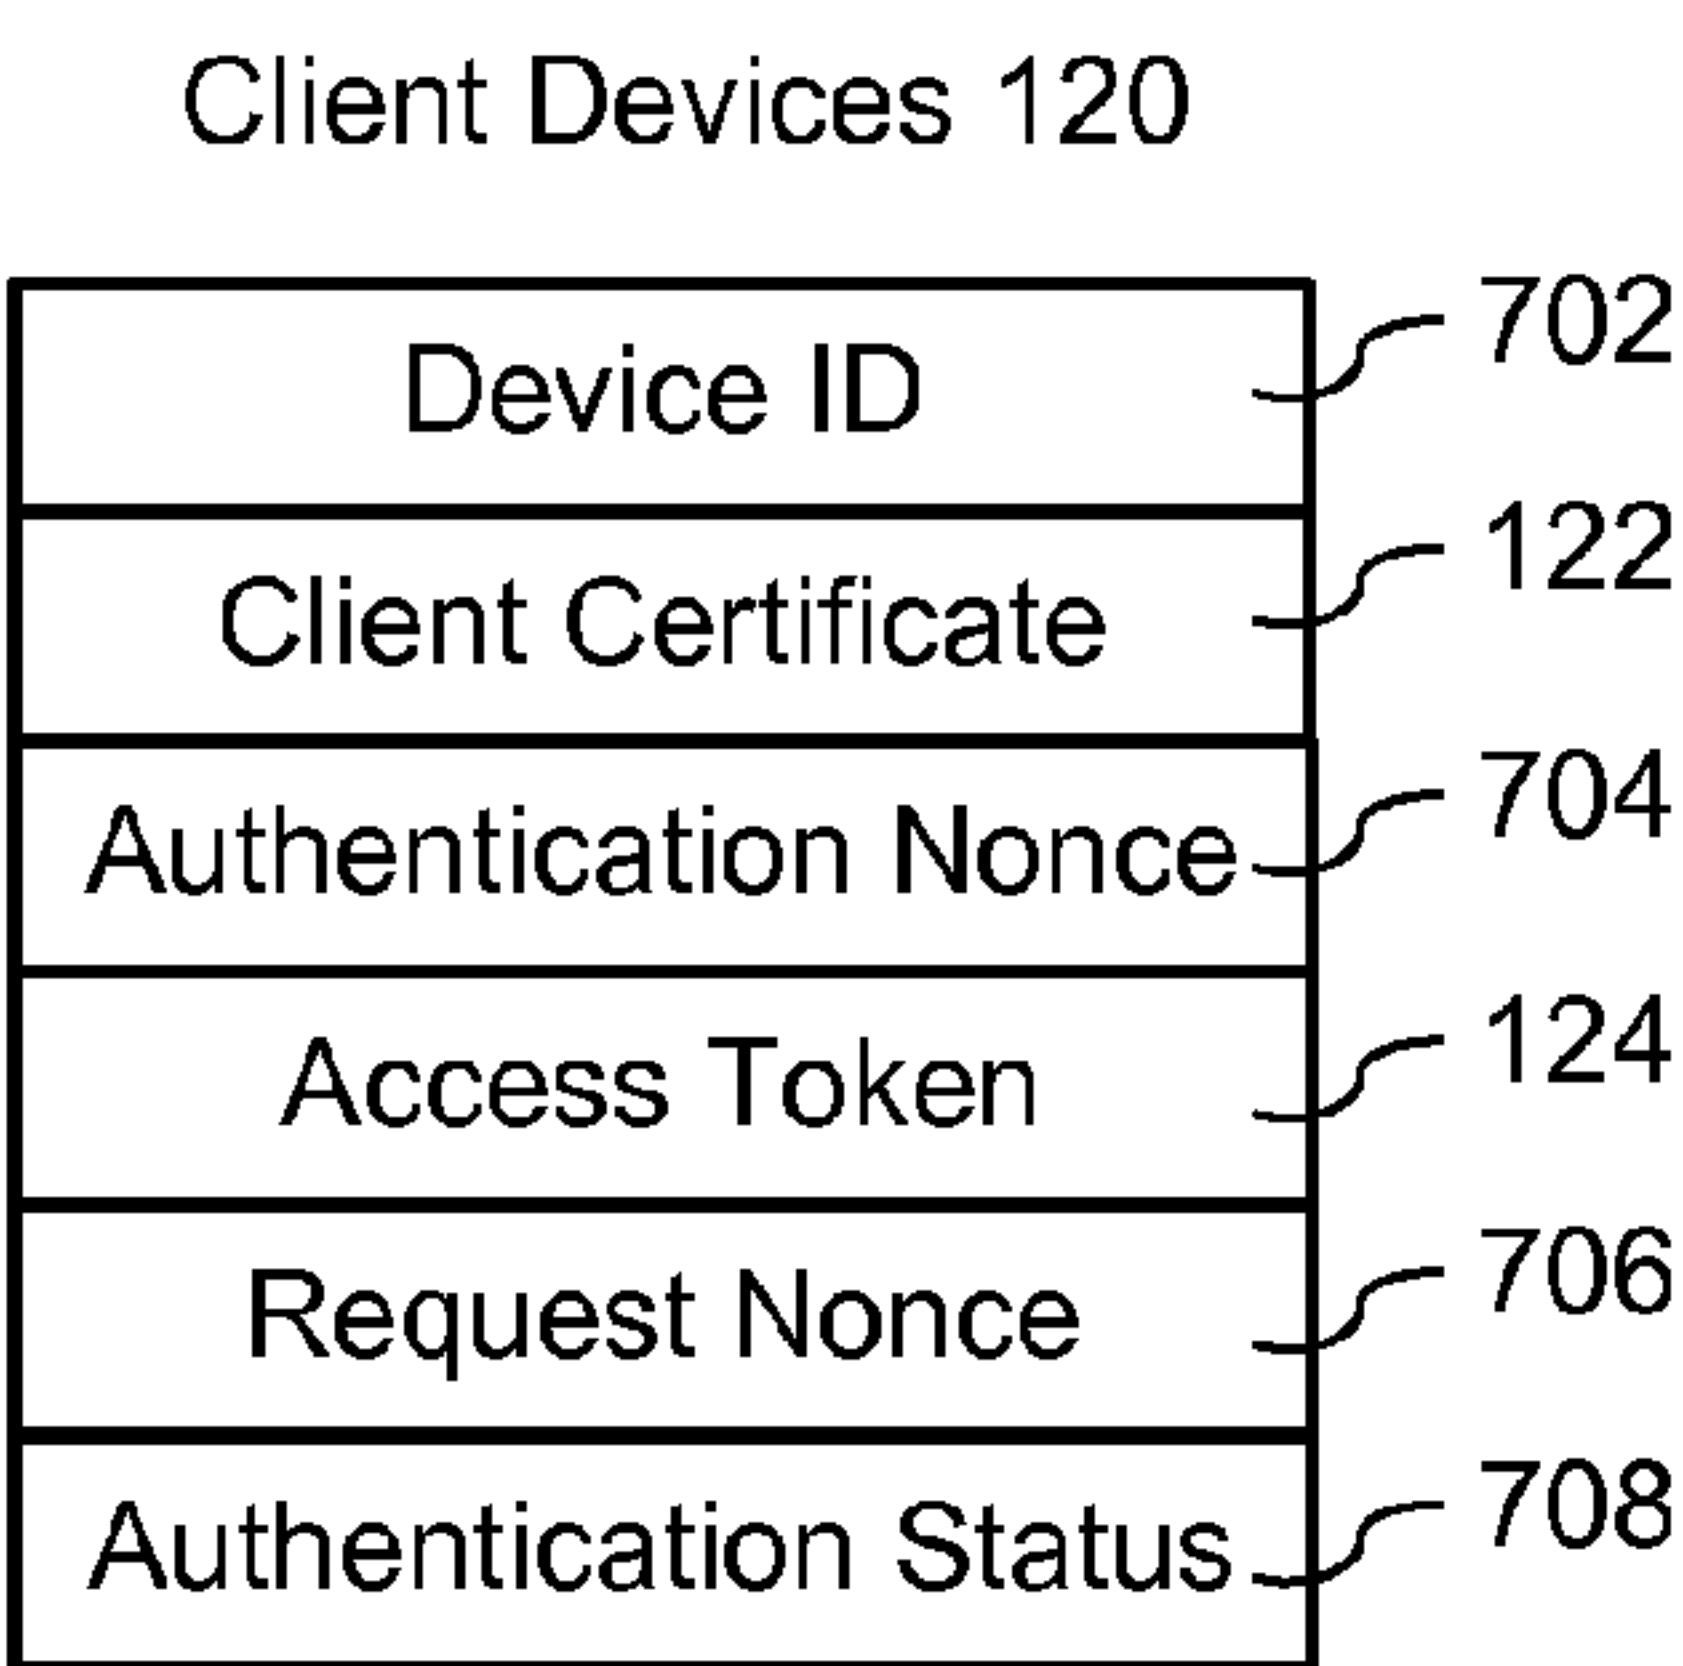 Client Devices 120
Device ID 702
Client Certificate 122
Authentication Nonce 704
Access Token 124
Request Nonce 706
Authentication Status 708